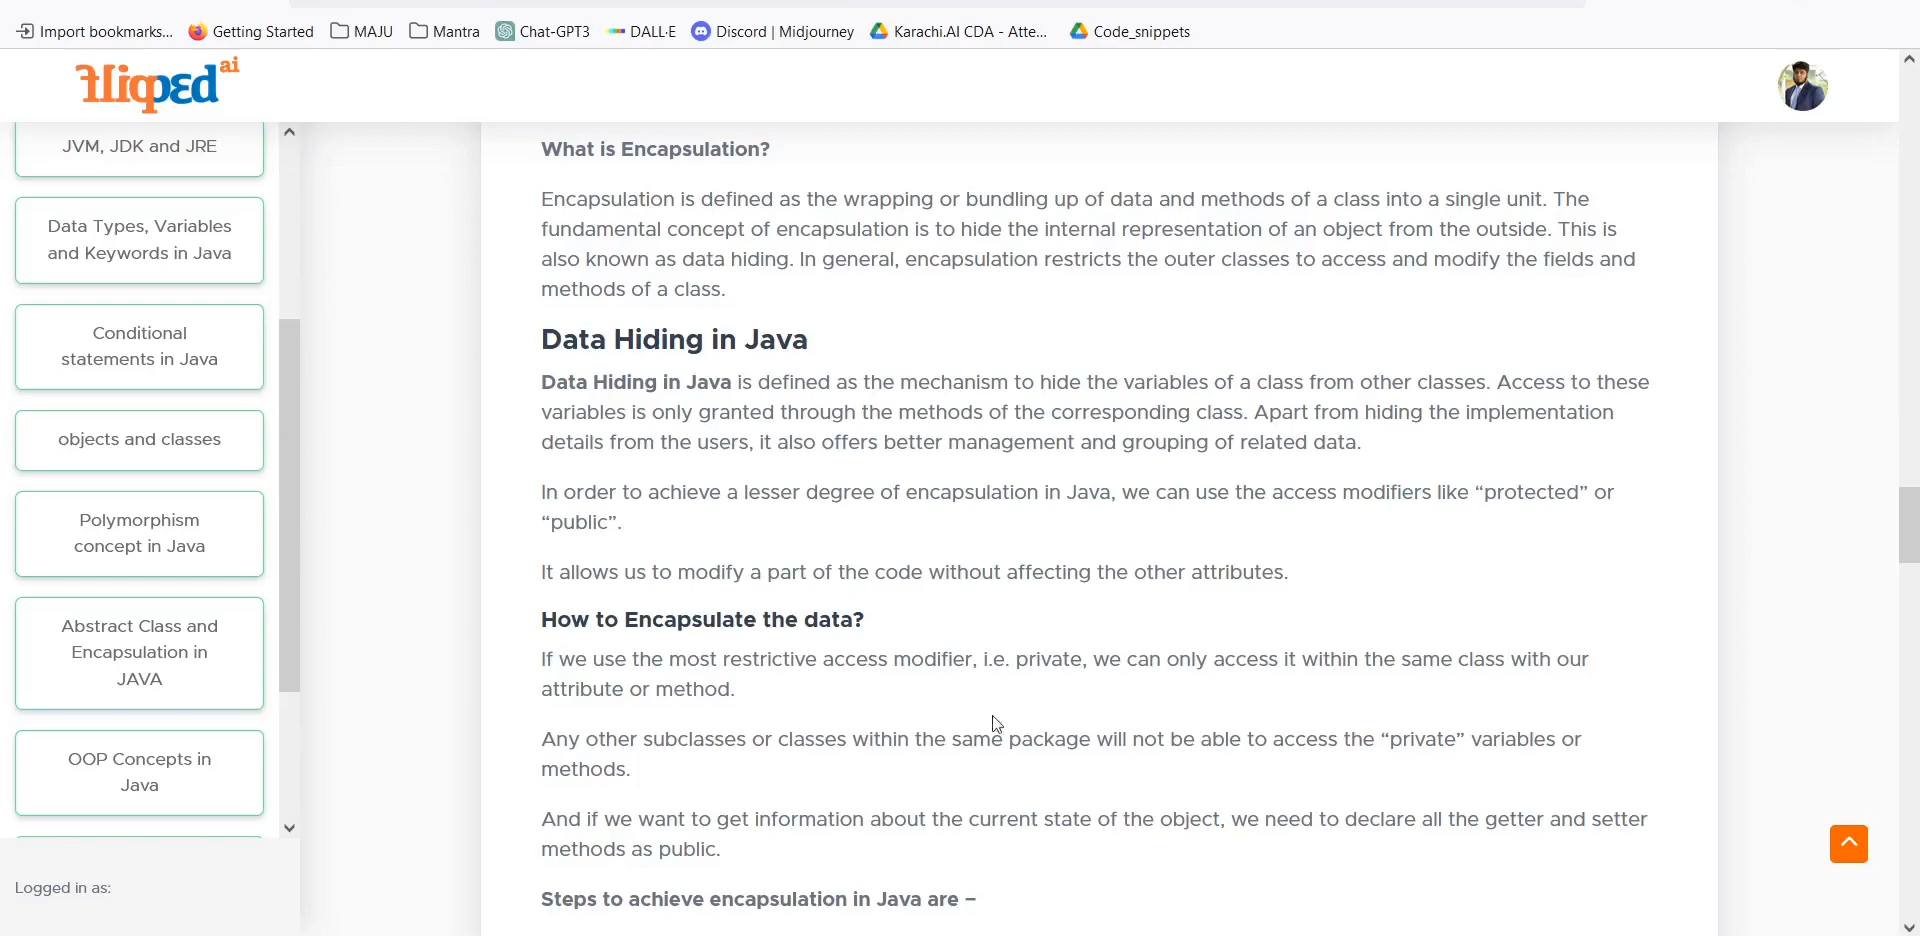 Import bookmarks...
Getting Started
MAJU
Mantra
Chat-GPT3
DALL·E
Discord | Midjourney
Karachi.AI CDA - Atte...
Code_snippets
fliqped ai
JVM, JDK and JRE
Data Types, Variables
and Keywords in Java
Conditional
statements in Java
objects and classes
Polymorphism
concept in Java
Abstract Class and
Encapsulation in
JAVA
OOP Concepts in
Java
Logged in as:
What is Encapsulation?
Encapsulation is defined as the wrapping or bundling up of data and methods of a class into a single unit. The
fundamental concept of encapsulation is to hide the internal representation of an object from the outside. This is
also known as data hiding. In general, encapsulation restricts the outer classes to access and modify the fields and
methods of a class.
Data Hiding in Java
Data Hiding in Java is defined as the mechanism to hide the variables of a class from other classes. Access to these
variables is only granted through the methods of the corresponding class. Apart from hiding the implementation
details from the users, it also offers better management and grouping of related data.
In order to achieve a lesser degree of encapsulation in Java, we can use the access modifiers like “protected” or
“public”.
It allows us to modify a part of the code without affecting the other attributes.
How to Encapsulate the data?
If we use the most restrictive access modifier, i.e. private, we can only access it within the same class with our
attribute or method.
Any other subclasses or classes within the same package will not be able to access the “private” variables or
methods.
And if we want to get information about the current state of the object, we need to declare all the getter and setter
methods as public.
Steps to achieve encapsulation in Java are –